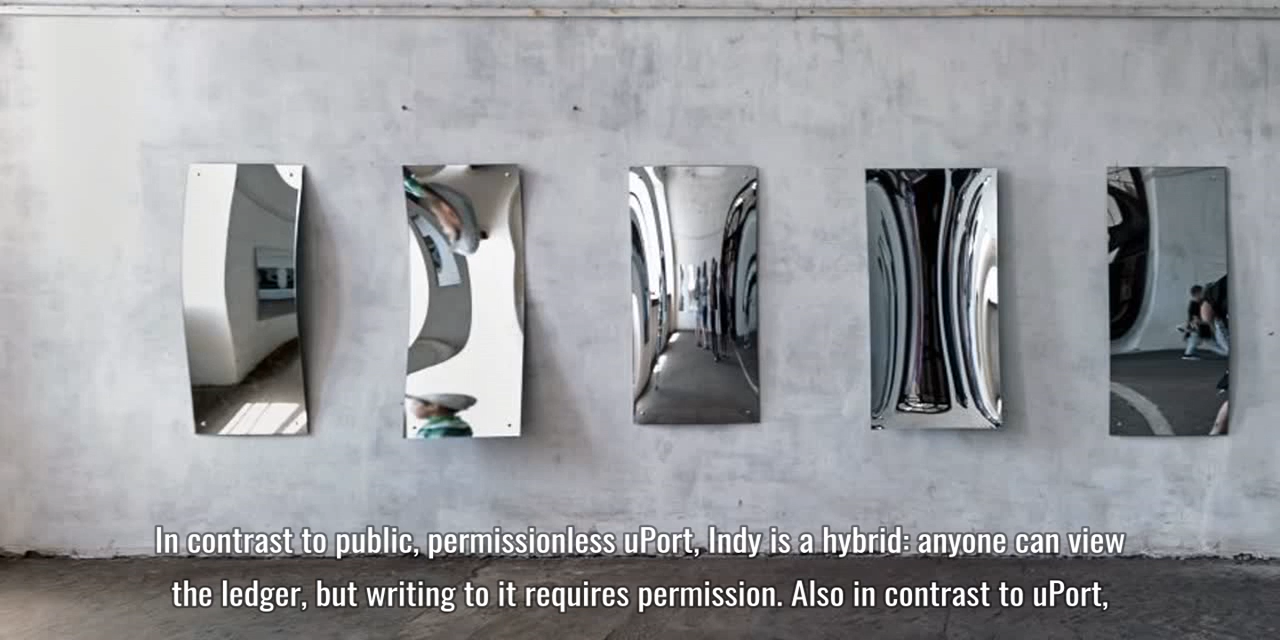 In contrast to public, permissionless uPort, Indy is a hybrid: anyone can view
the ledger, but writing to it requires permission. Also in contrast to uPort,